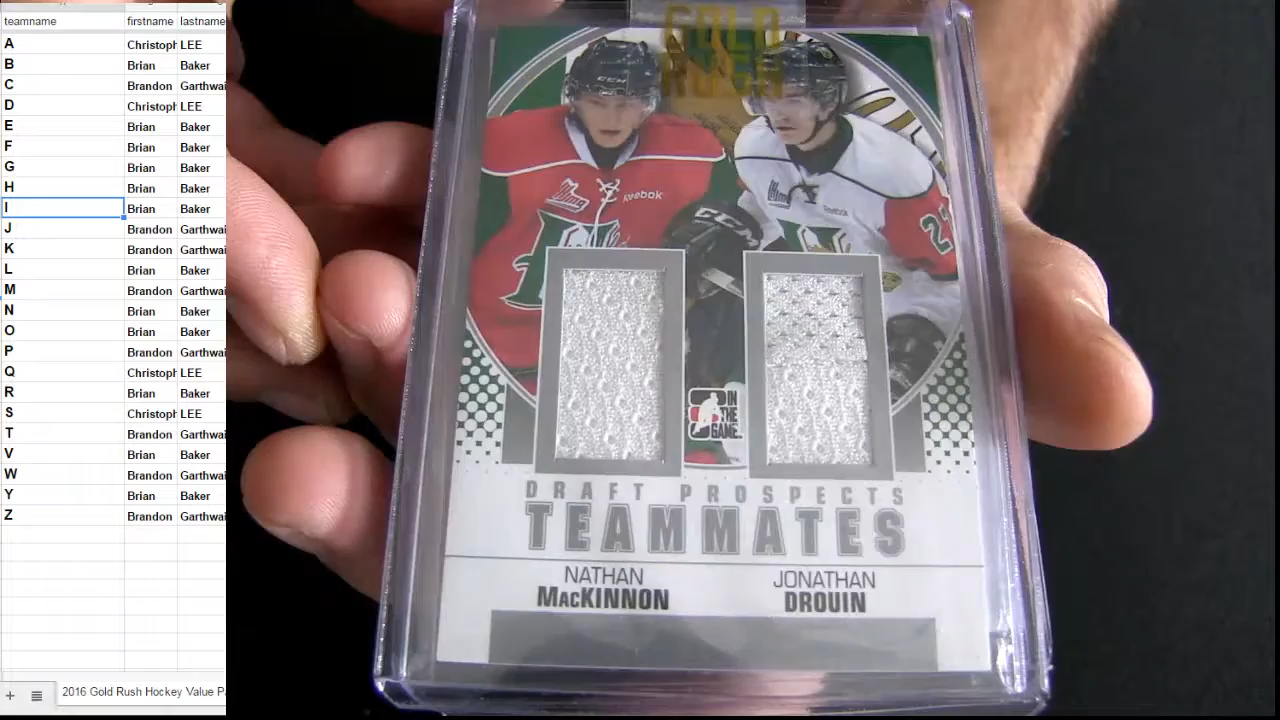 teamname firstname lastname
A Christoph LEE
B Brian Baker
C Brandon Garthwai
D Christoph LEE
E Brian Baker
F Brian Baker
G Brian Baker
H Brian Baker
I Brian Baker
J Brandon Garthwai
K Brandon Garthwai
L Brian Baker
M Brandon Garthwai
N Brian Baker
O Brian Baker
P Brandon Garthwai
Q Christoph LEE
R Brian Baker
S Christoph LEE
T Brandon Garthwai
V Brian Baker
W Brandon Garthwai
Y Brian Baker
Z Brandon Garthwai
2016 Gold Rush Hockey Value P
GOLD
RUSH
CCM
Reebok
Reebok
CCM
IN
THE
GAME
DRAFT PROSPECTS
TEAMMATES
NATHAN
MACKINNON
JONATHAN
DROUIN